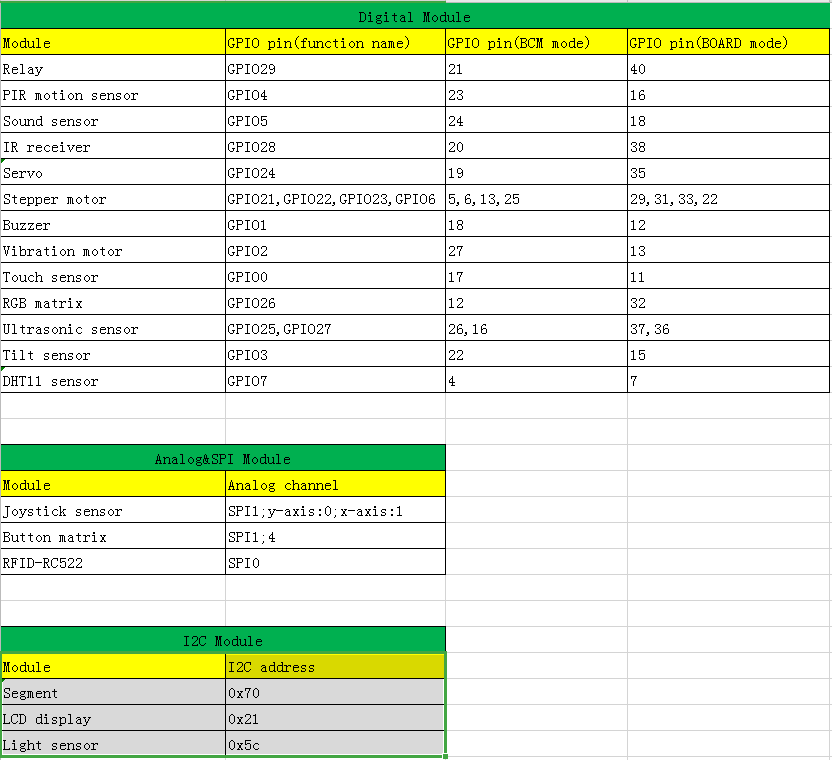 Digital Module
Module GPIO pin(function name) GPIO pin(BCM mode) GPIO pin(BOARD mode)
Relay GPIO29 21 40
PIR motion sensor GPIO4 23 16
Sound sensor GPIO5 24 18
IR receiver GPIO28 20 38
Servo GPIO24 19 35
Stepper motor GPIO21,GPIO22,GPIO23,GPIO6 5,6,13,25 29,31,33,22
Buzzer GPIO1 18 12
Vibration motor GPIO2 27 13
Touch sensor GPIO0 17 11
RGB matrix GPIO26 12 32
Ultrasonic sensor GPIO25,GPIO27 26,16 37,36
Tilt sensor GPIO3 22 15
DHT11 sensor GPIO7 4 7
Analog&SPI Module
Module Analog channel
Joystick sensor SPI1;y-axis:0;x-axis:1
Button matrix SPI1;4
RFID-RC522 SPI0
I2C Module
Module I2C address
Segment 0x70
LCD display 0x21
Light sensor 0x5c